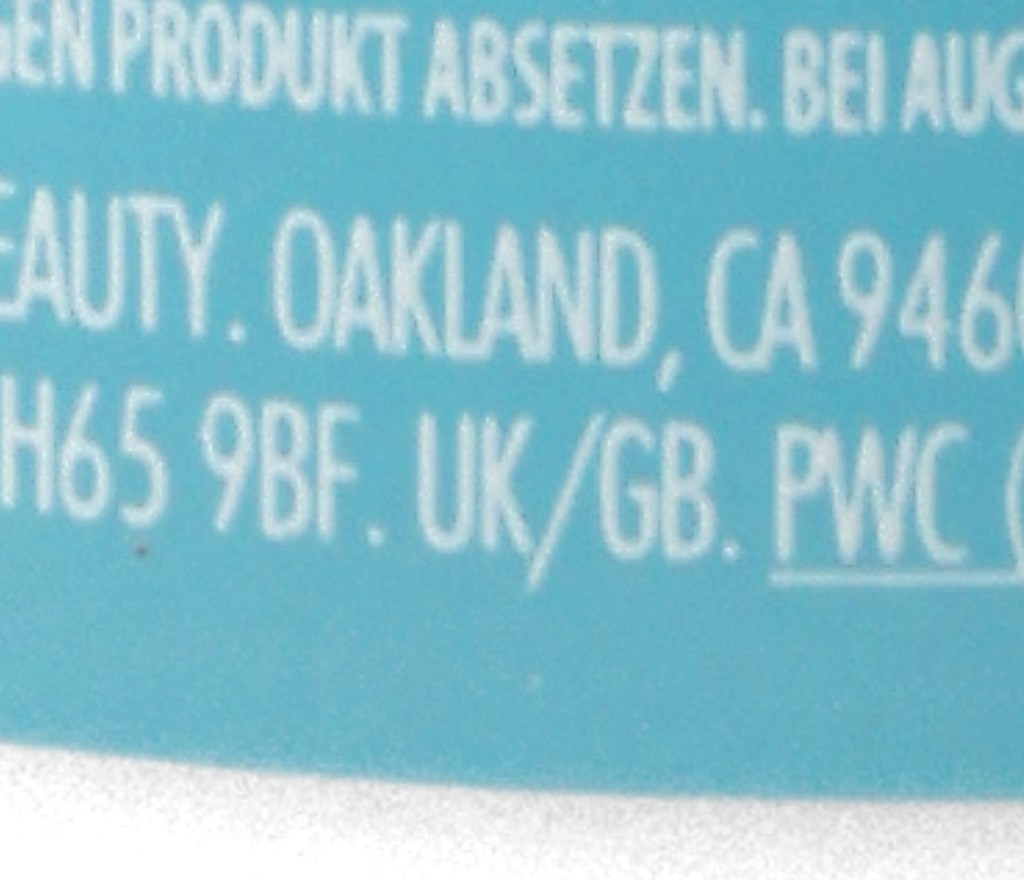 GEN PRODUKT ABSETZEN. BEI AUG
EAUTY. OAKLAND, CA 946
H65 9BF. UK/GB. PWC (